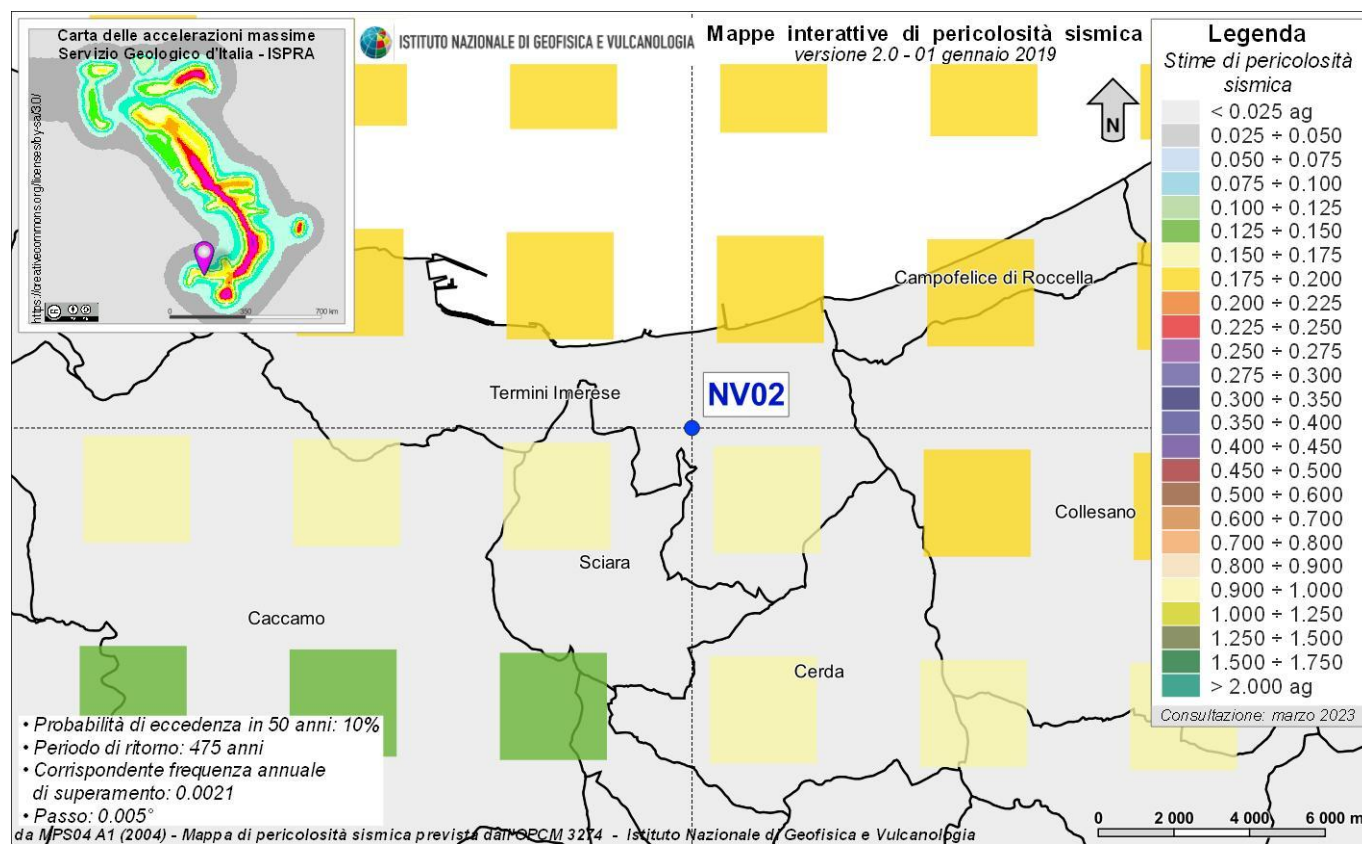 Carta delle accelerazioni massime
Servizio Geologico d'Italia - ISPRA
https://creativecommons.org/licenses/by-sa/3.0/
cc
0 350 700 km
ISTITUTO NAZIONALE DI GEOFISICA E VULCANOLOGIA
Mappe interattive di pericolosità sismica
versione 2.0 - 01 gennaio 2019
N
Campofelice di Roccella
Termini Imerese
NV02
Collesano
Sciara
Caccamo
Cerda
Legenda
Stime di pericolosità
sismica
< 0.025 ag
0.025 ÷ 0.050
0.050 ÷ 0.075
0.075 ÷ 0.100
0.100 ÷ 0.125
0.125 ÷ 0.150
0.150 ÷ 0.175
0.175 ÷ 0.200
0.200 ÷ 0.225
0.225 ÷ 0.250
0.250 ÷ 0.275
0.275 ÷ 0.300
0.300 ÷ 0.350
0.350 ÷ 0.400
0.400 ÷ 0.450
0.450 ÷ 0.500
0.500 ÷ 0.600
0.600 ÷ 0.700
0.700 ÷ 0.800
0.800 ÷ 0.900
0.900 ÷ 1.000
1.000 ÷ 1.250
1.250 ÷ 1.500
1.500 ÷ 1.750
> 2.000 ag
Consultazione: marzo 2023
• Probabilità di eccedenza in 50 anni: 10%
• Periodo di ritorno: 475 anni
• Corrispondente frequenza annuale
di superamento: 0.0021
• Passo: 0.005°
da MPS04 A1 (2004) - Mappa di pericolosità sismica prevista dall'OPCM 3274 - Istituto Nazionale di Geofisica e Vulcanologia
0 2 000 4 000 6 000 m